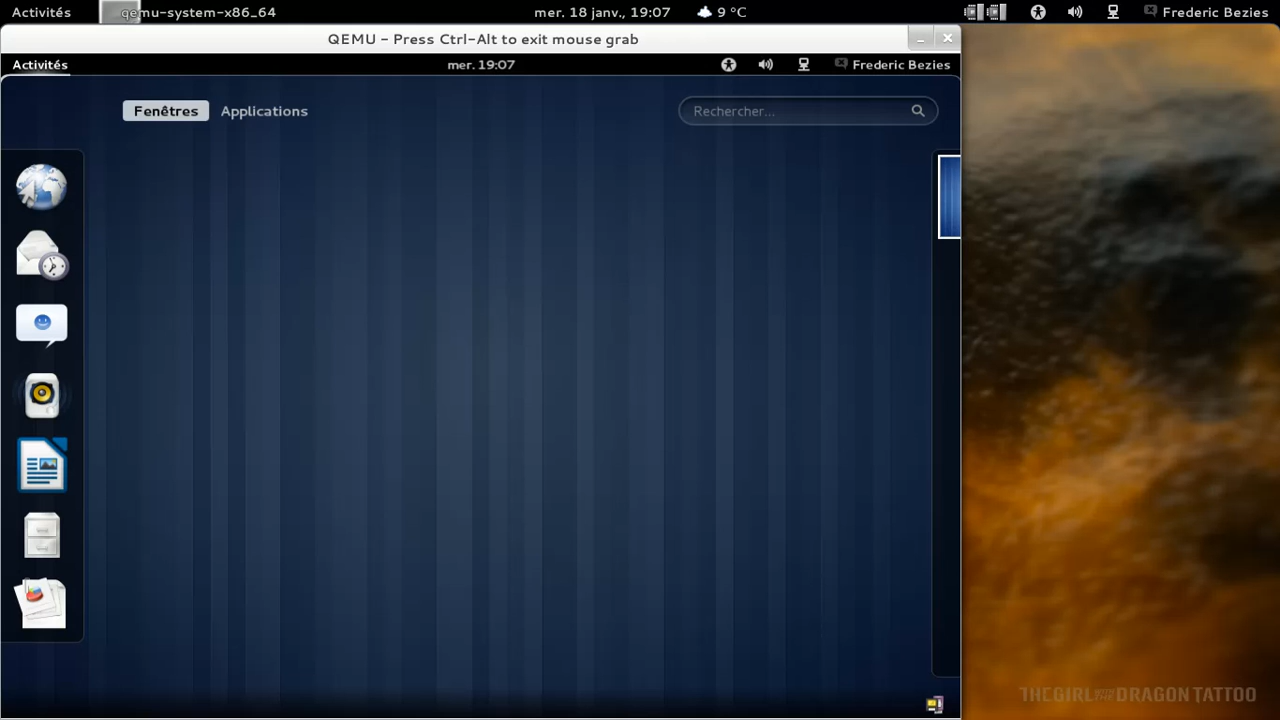 Activités qemu-system-x86_64 mer. 18 janv., 19:07 9 °C Frederic Bezies
QEMU - Press Ctrl-Alt to exit mouse grab
Activités mer. 19:07 Frederic Bezies
Fenêtres Applications Rechercher...
THE GIRL WITH THE DRAGON TATTOO